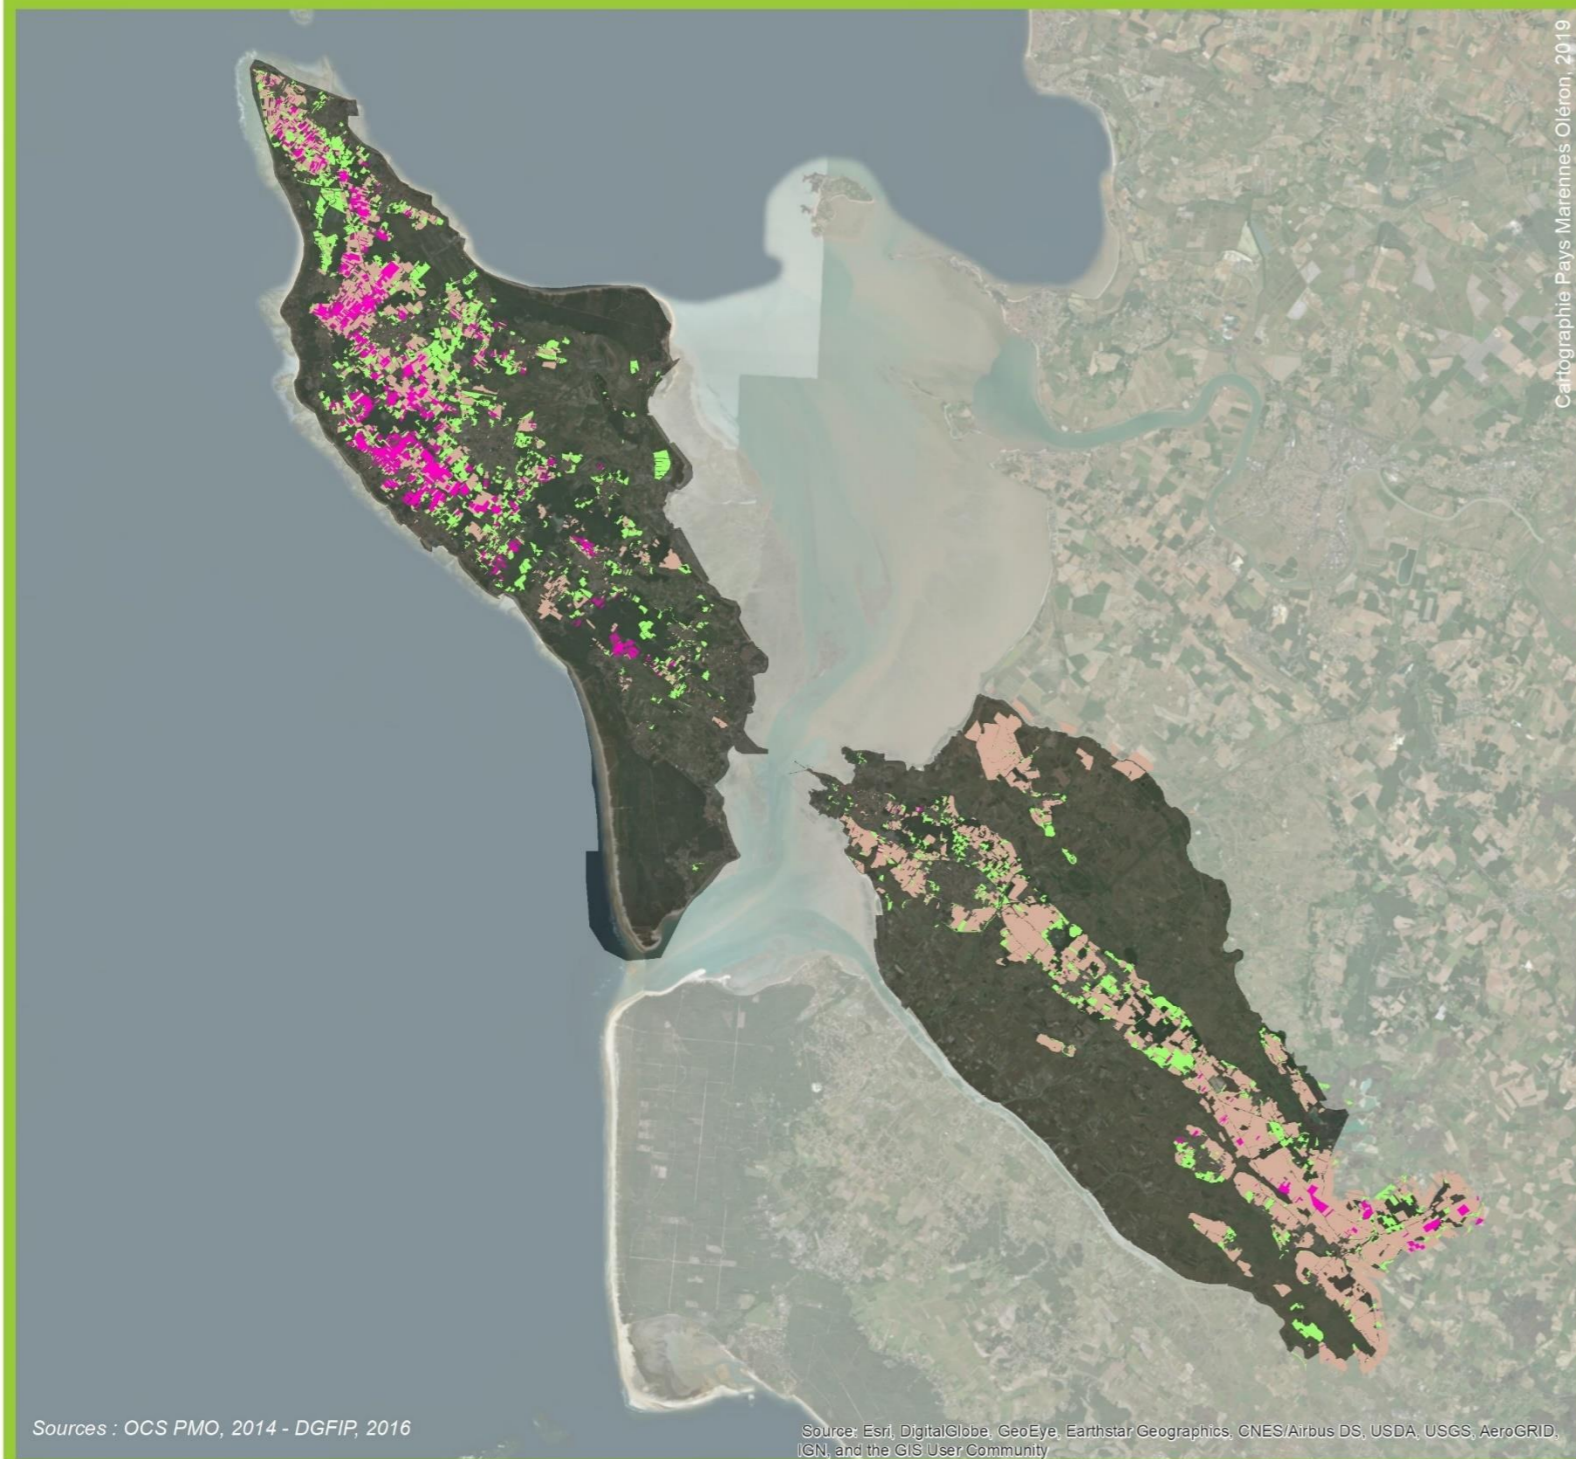 Cartographie Pays Marennes Oléron, 2019
Sources : OCS PMO, 2014 - DGFIP, 2016
Source: Esri, DigitalGlobe, GeoEye, Earthstar Geographics, CNES/Airbus DS, USDA, USGS, AeroGRID,
IGN, and the GIS User Community